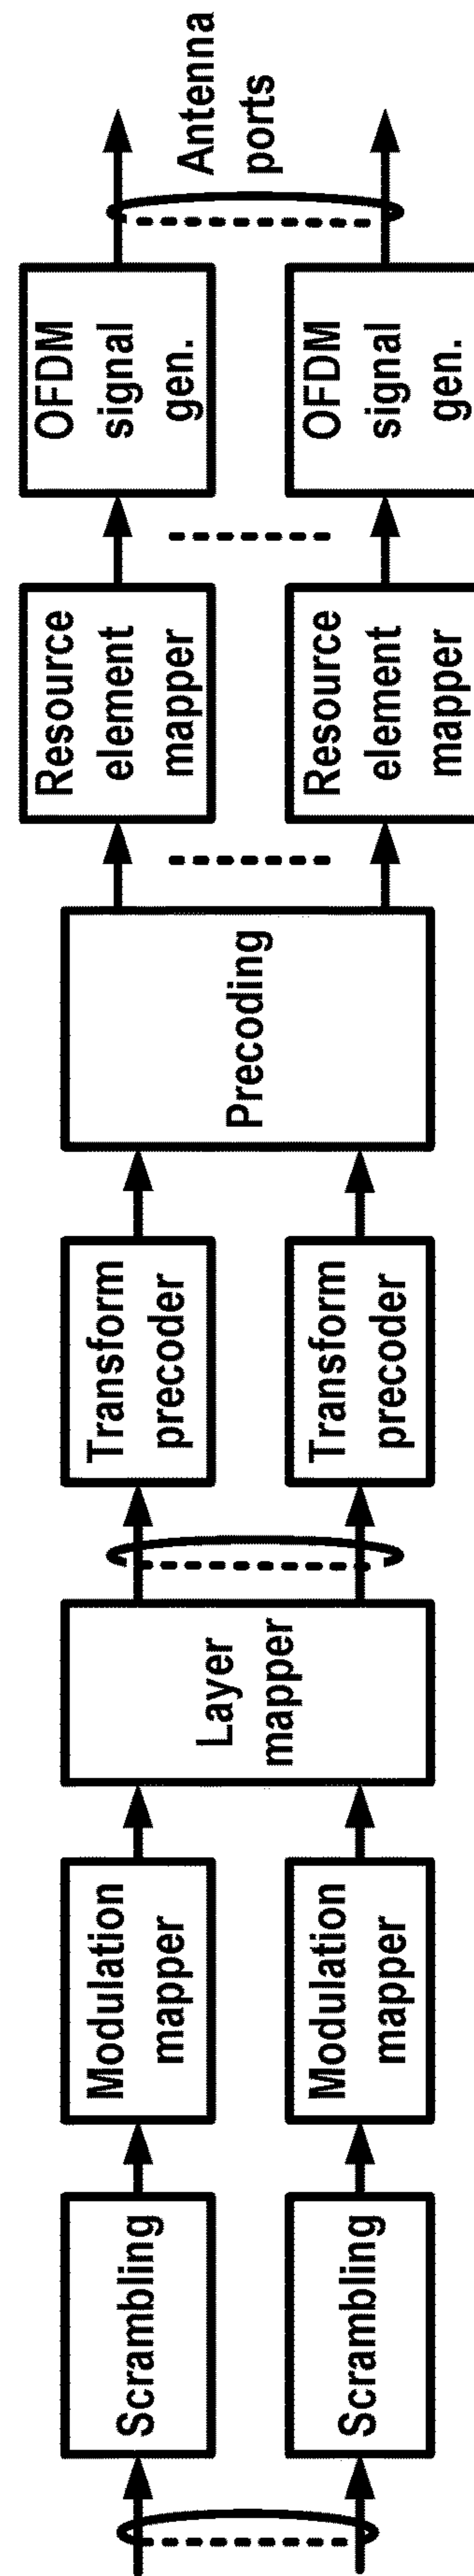 Scrambling
Scrambling
Modulation
mapper
Modulation
mapper
Layer
mapper
Transform
precoder
Transform
precoder
Precoding
Resource
element
mapper
Resource
element
mapper
OFDM
signal
gen.
OFDM
signal
gen.
Antenna
ports